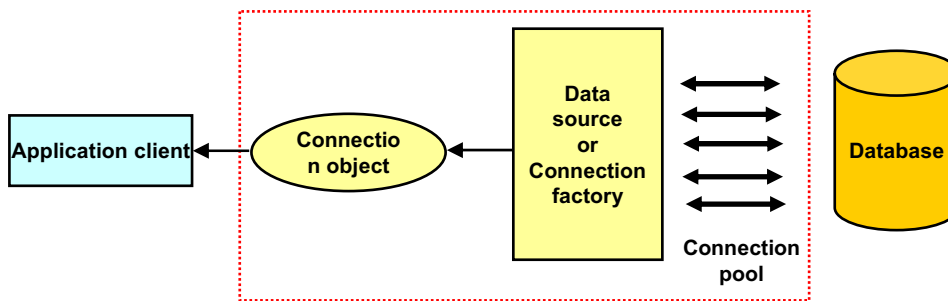 Application client
Connectio
n object
Data
source
or
Connection
factory
Connection
pool
Database